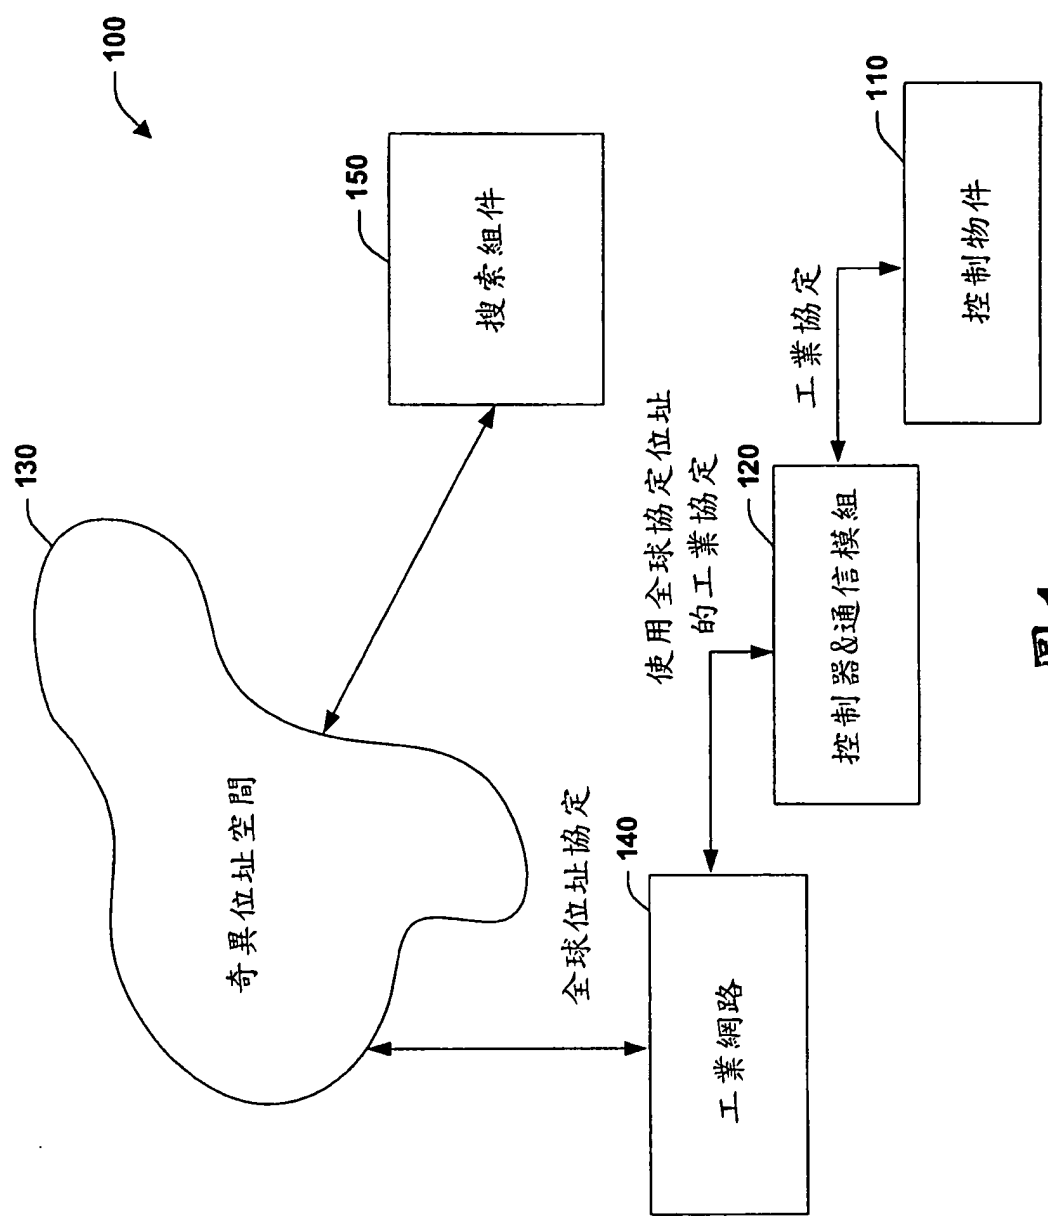 100
130
奇異位址空間
150
搜索組件
全球位址協定
140
工業網路
使用全球協定位址
的工業協定
120
控制器&通信模組
工業協定
110
控制物件